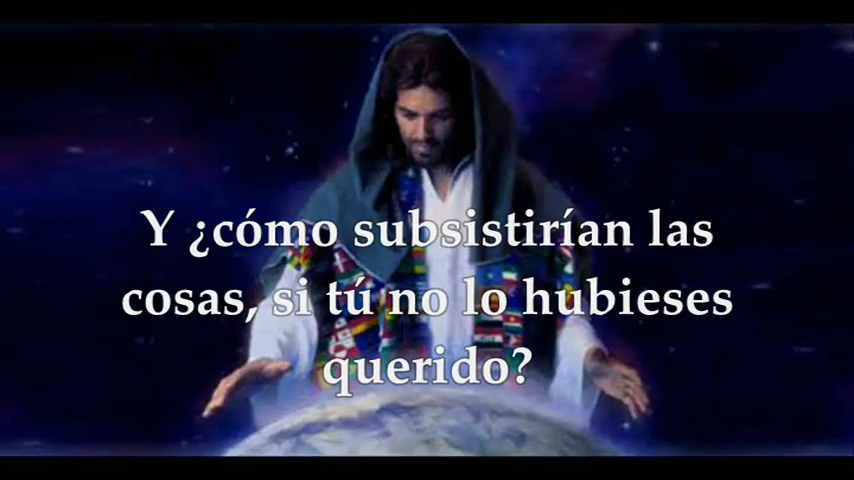 Y ¿cómo subsistirían las
cosas, si tú no lo hubieses
querido?